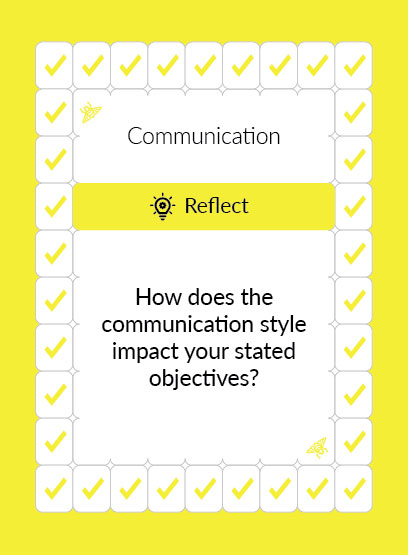 Communication
Reflect
How does the
communication style
impact your stated
objectives?